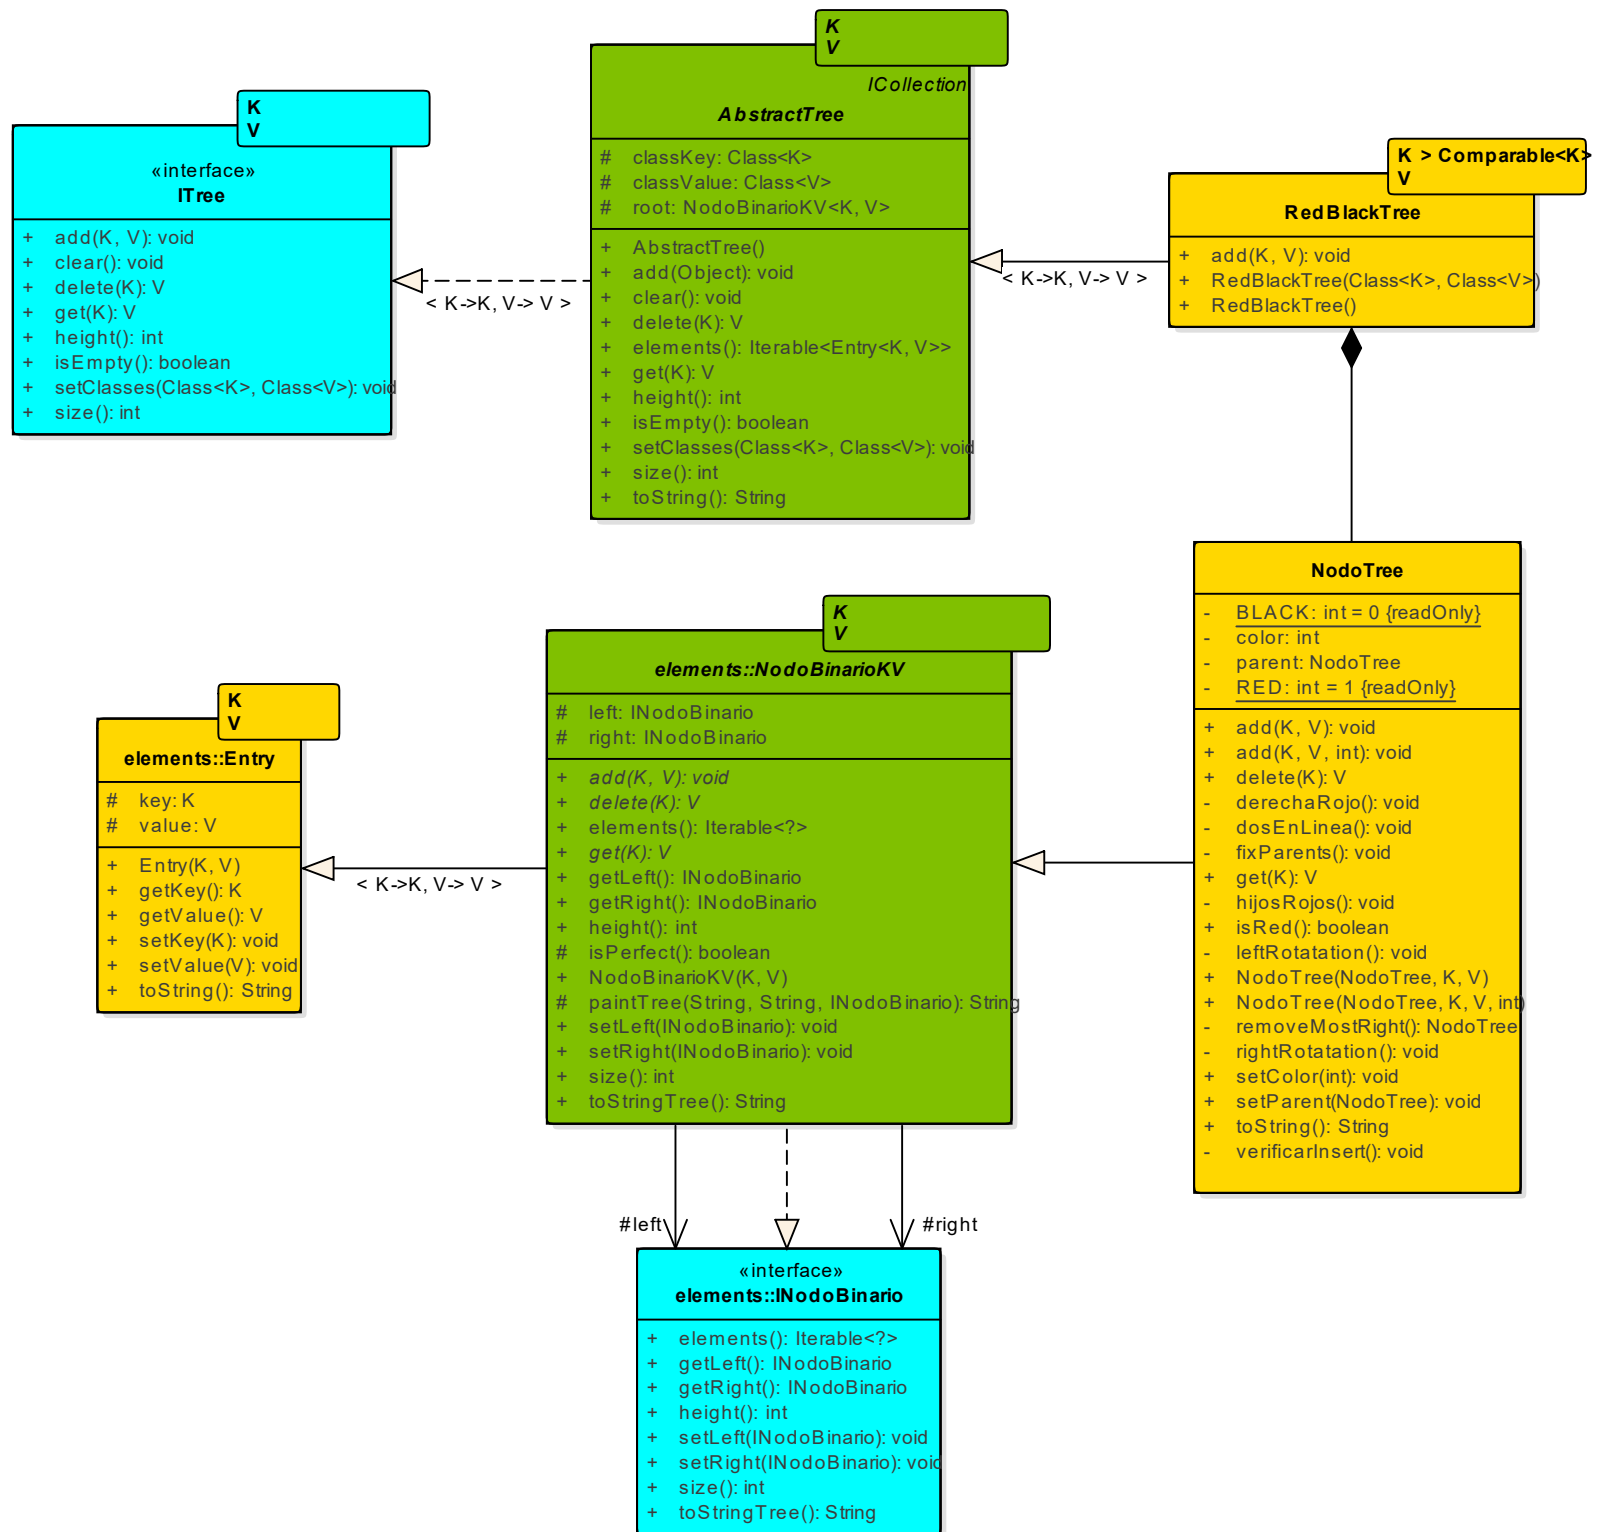 K
V
«interface»
ITree
+ add(K, V): void
+ clear(): void
+ delete(K): V
+ get(K): V
+ height(): int
+ isEmpty(): boolean
+ setClasses(Class<K>, Class<V>): void
+ size(): int
< K->K, V-> V >
K
V
ICollection
AbstractTree
# classKey: Class<K>
# classValue: Class<V>
# root: NodoBinarioKV<K, V>
+ AbstractTree()
+ add(Object): void
+ clear(): void
+ delete(K): V
+ elements(): Iterable<Entry<K, V>>
+ get(K): V
+ height(): int
+ isEmpty(): boolean
+ setClasses(Class<K>, Class<V>): void
+ size(): int
+ toString(): String
< K->K, V-> V >
K > Comparable<K>
V
RedBlackTree
+ add(K, V): void
+ RedBlackTree(Class<K>, Class<V>)
+ RedBlackTree()
K
V
elements::Entry
# key: K
# value: V
+ Entry(K, V)
+ getKey(): K
+ getValue(): V
+ setKey(K): void
+ setValue(V): void
+ toString(): String
< K->K, V-> V >
K
V
elements::NodoBinarioKV
# left: INodoBinario
# right: INodoBinario
+ add(K, V): void
+ delete(K): V
+ elements(): Iterable<?>
+ get(K): V
+ getLeft(): INodoBinario
+ getRight(): INodoBinario
+ height(): int
# isPerfect(): boolean
+ NodoBinarioKV(K, V)
# paintTree(String, String, INodoBinario): String
+ setLeft(INodoBinario): void
+ setRight(INodoBinario): void
+ size(): int
+ toStringTree(): String
NodoTree
- BLACK: int = 0 {readOnly}
- color: int
- parent: NodoTree
- RED: int = 1 {readOnly}
+ add(K, V): void
+ add(K, V, int): void
+ delete(K): V
- derechaRojo(): void
- dosEnLinea(): void
- fixParents(): void
+ get(K): V
- hijosRojos(): void
+ isRed(): boolean
- leftRotatation(): void
+ NodoTree(NodoTree, K, V)
+ NodoTree(NodoTree, K, V, int)
- removeMostRight(): NodoTree
- rightRotatation(): void
+ setColor(int): void
+ setParent(NodoTree): void
+ toString(): String
- verificarInsert(): void
#left
#right
«interface»
elements::INodoBinario
+ elements(): Iterable<?>
+ getLeft(): INodoBinario
+ getRight(): INodoBinario
+ height(): int
+ setLeft(INodoBinario): void
+ setRight(INodoBinario): void
+ size(): int
+ toStringTree(): String